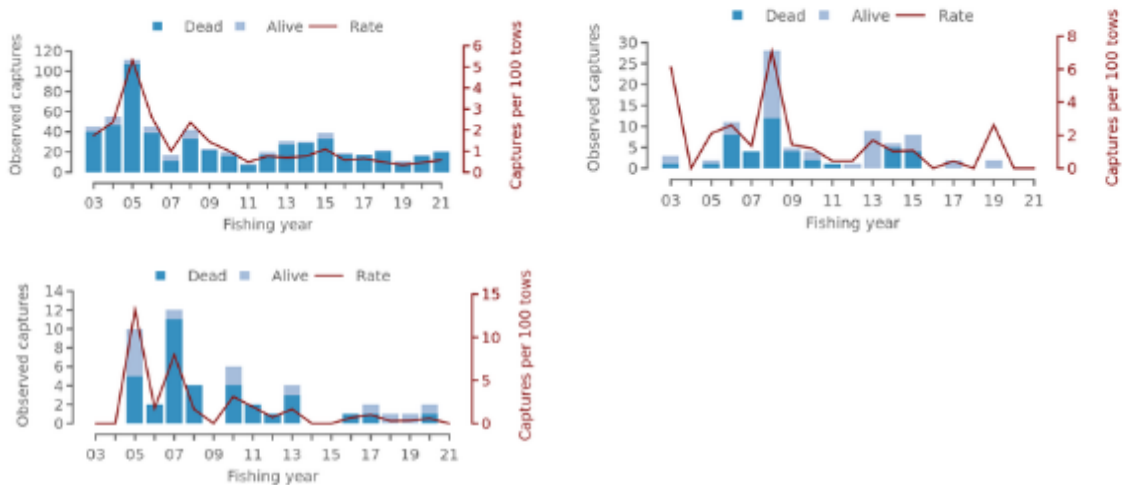 Dead Alive Rate
Observed captures
120
100
80
60
40
20
0
6
5
4
3
2
1
0
Captures per 100 tows
03 05 07 09 11 13 15 17 19 21
Fishing year
Dead Alive Rate
Observed captures
30
25
20
15
10
5
0
8
6
4
2
0
Captures per 100 tows
03 05 07 09 11 13 15 17 19 21
Fishing year
Dead Alive Rate
Observed captures
14
12
10
8
6
4
2
0
15
10
5
0
Captures per 100 tows
03 05 07 09 11 13 15 17 19 21
Fishing year